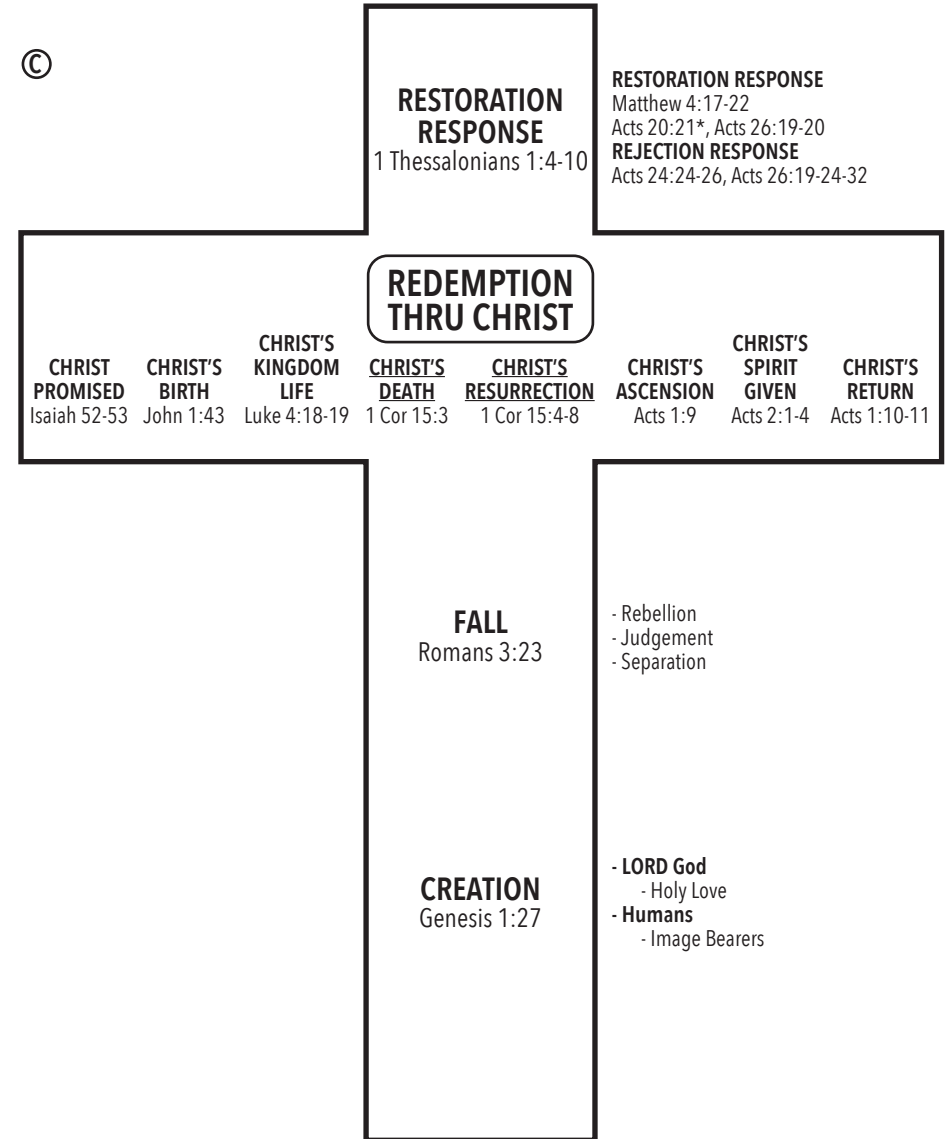 ©
RESTORATION
RESPONSE
1 Thessalonians 1:4-10
RESTORATION RESPONSE
Matthew 4:17-22
Acts 20:21*, Acts 26:19-20
REJECTION RESPONSE
Acts 24:24-26, Acts 26:19-24-32
REDEMPTION
THRU CHRIST
CHRIST
PROMISED
Isaiah 52-53
CHRIST'S
BIRTH
John 1:43
CHRIST'S
KINGDOM
LIFE
Luke 4:18-19
CHRIST'S
DEATH
1 Cor 15:3
CHRIST'S
RESURRECTION
1 Cor 15:4-8
CHRIST'S
ASCENSION
Acts 1:9
CHRIST'S
SPIRIT
GIVEN
Acts 2:1-4
CHRIST'S
RETURN
Acts 1:10-11
FALL
Romans 3:23
- Rebellion
- Judgement
- Separation
CREATION
Genesis 1:27
- LORD God
- Holy Love
- Humans
- Image Bearers